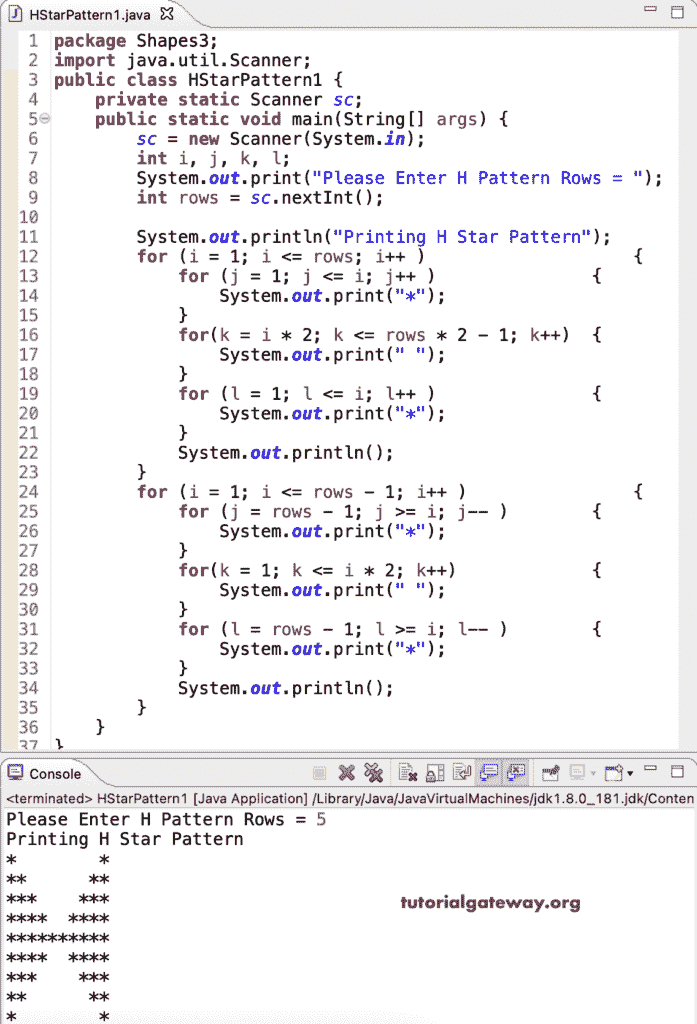 HStarPattern1.java
1 package Shapes3;
2 import java.util.Scanner;
3 public class HStarPattern1 {
4     private static Scanner sc;
5     public static void main(String[] args) {
6         sc = new Scanner(System.in);
7         int i, j, k, l;
8         System.out.print("Please Enter H Pattern Rows = ");
9         int rows = sc.nextInt();
10
11         System.out.println("Printing H Star Pattern");
12         for (i = 1; i <= rows; i++ )                    {
13             for (j = 1; j <= i; j++ )               {
14                 System.out.print("*");
15             }
16             for(k = i * 2; k <= rows * 2 - 1; k++)  {
17                 System.out.print(" ");
18             }
19             for (l = 1; l <= i; l++ )               {
20                 System.out.print("*");
21             }
22             System.out.println();
23         }
24         for (i = 1; i <= rows - 1; i++ )                {
25             for (j = rows - 1; j >= i; j-- )        {
26                 System.out.print("*");
27             }
28             for(k = 1; k <= i * 2; k++)             {
29                 System.out.print(" ");
30             }
31             for (l = rows - 1; l >= i; l-- )        {
32                 System.out.print("*");
33             }
34             System.out.println();
35         }
36     }
37 }
Console
<terminated> HStarPattern1 [Java Application] /Library/Java/JavaVirtualMachines/jdk1.8.0_181.jdk/Conten
Please Enter H Pattern Rows = 5
Printing H Star Pattern
*        *
**      **
***    ***
****  ****
**********
****  ****
***    ***
**      **
*        *
tutorialgateway.org